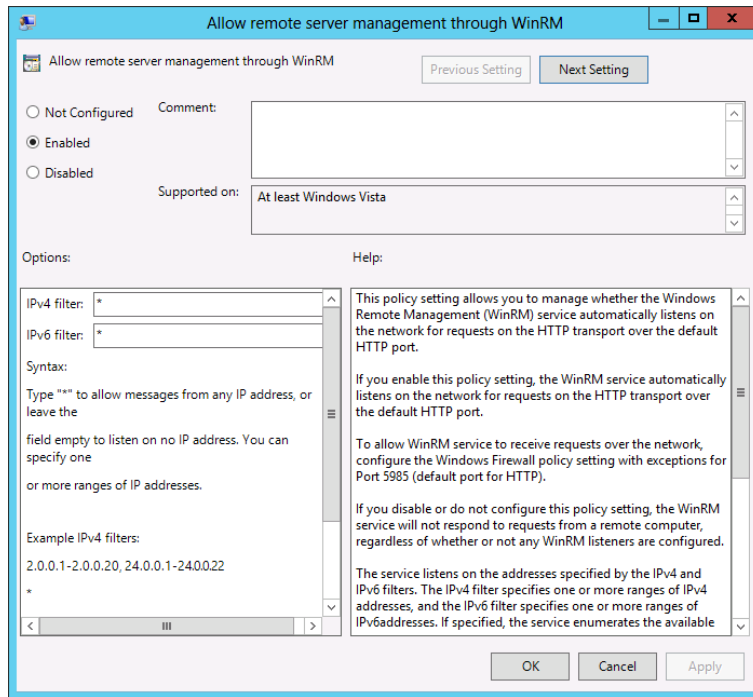 Allow remote server management through WinRM
Allow remote server management through WinRM
Previous Setting
Next Setting
Not Configured
Enabled
Disabled
Comment:
Supported on:
At least Windows Vista
Options:
Help:
IPv4 filter:
*
IPv6 filter:
*
Syntax:
Type "*" to allow messages from any IP address, or
leave the
field empty to listen on no IP address. You can
specify one
or more ranges of IP addresses.
Example IPv4 filters:
2.0.0.1-2.0.0.20, 24.0.0.1-24.0.0.22
*
This policy setting allows you to manage whether the Windows
Remote Management (WinRM) service automatically listens
on the network for requests on the HTTP transport over the default
HTTP port.
If you enable this policy setting, the WinRM service automatically
listens on the network for requests on the HTTP transport over
the default HTTP port.
To allow WinRM service to receive requests over the network,
configure the Windows Firewall policy setting with exceptions for
Port 5985 (default port for HTTP).
If you disable or do not configure this policy setting, the WinRM
service will not respond to requests from a remote computer,
regardless of whether or not any WinRM listeners are configured.
The service listens on the addresses specified by the IPv4 and
IPv6 filters. The IPv4 filter specifies one or more ranges of IPv4
addresses, and the IPv6 filter specifies one or more ranges of
IPv6addresses. If specified, the service enumerates the available
OK
Cancel
Apply